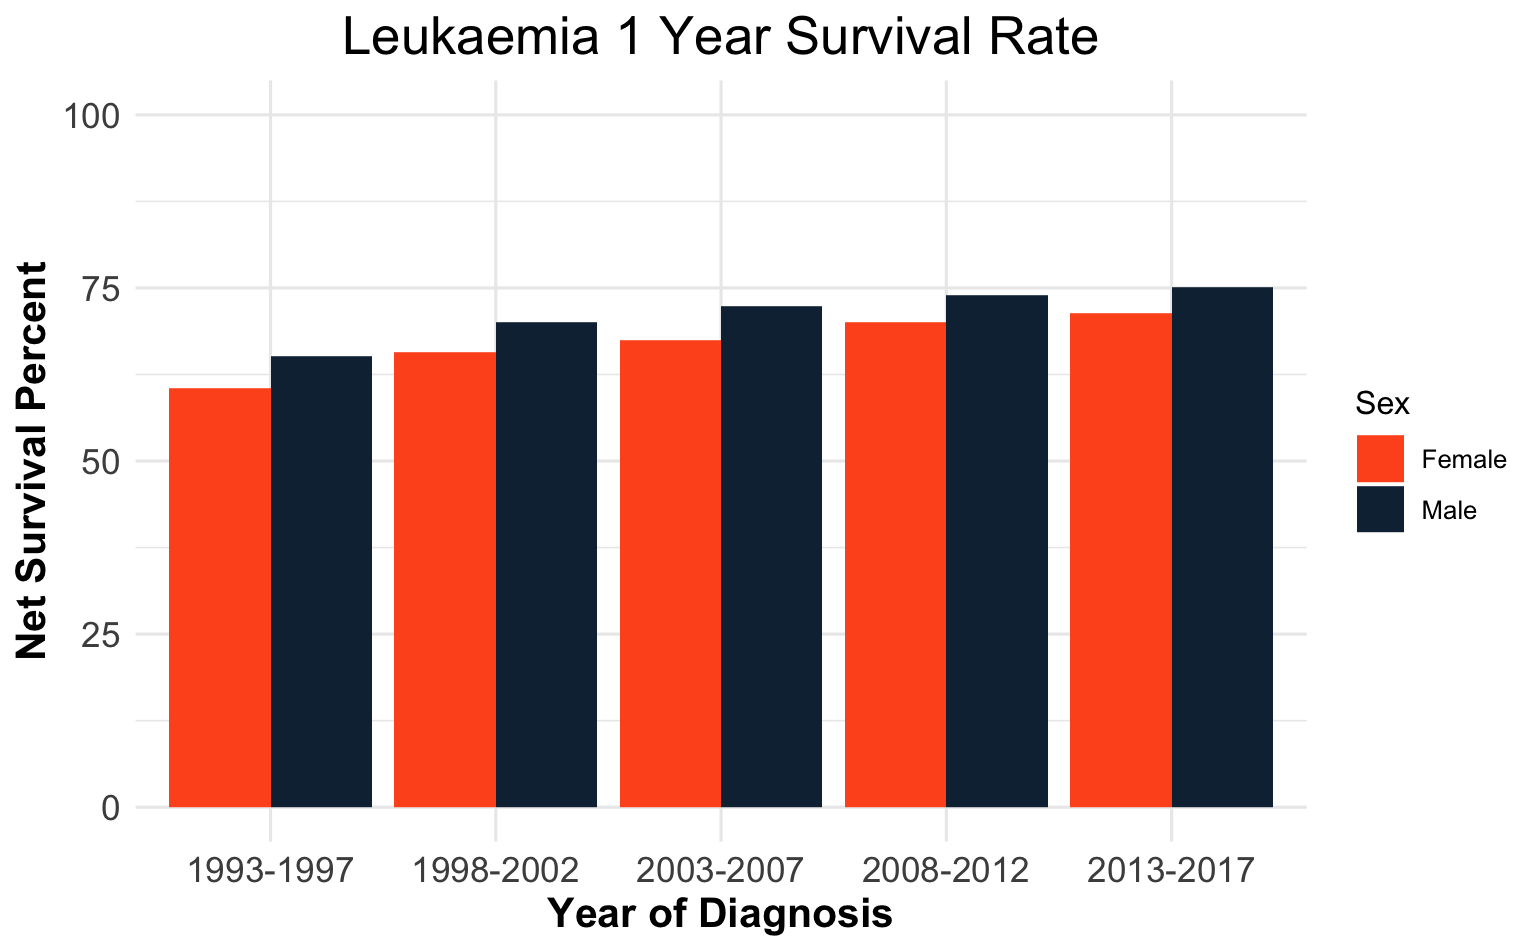 Leukaemia 1 Year Survival Rate
Net Survival Percent
100
75
50
25
0
1993-1997 1998-2002 2003-2007 2008-2012 2013-2017
Year of Diagnosis
Sex
Female
Male